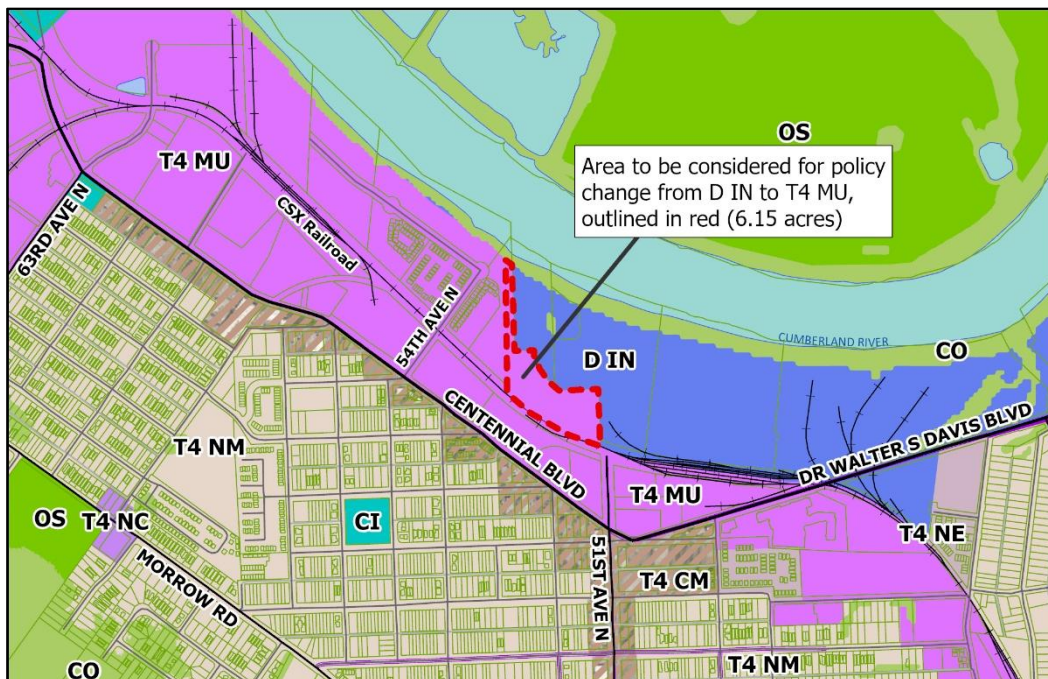 OS
Area to be considered for policy
change from D IN to T4 MU,
outlined in red (6.15 acres)
T4 MU
63RD AVE N
CSX Railroad
54TH AVE N
CUMBERLAND RIVER
D IN
CO
CENTENNIAL BLVD
DR WALTER S DAVIS BLVD
T4 NM
T4 MU
OS
T4 NC
CI
51ST AVE N
T4 NE
T4 CM
MORROW RD
CO
T4 NM